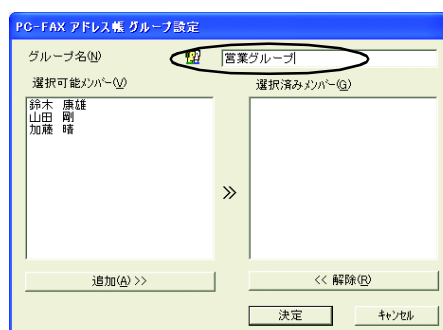 PC-FAX アドレス帳 グループ設定
グループ名(N) 営業グループ
選択可能メンバー(V) 選択済みメンバー(G)
鈴木 康雄
山田 剛
加藤 晴
»
追加(A) >> << 解除(R)
決定 キャンセル